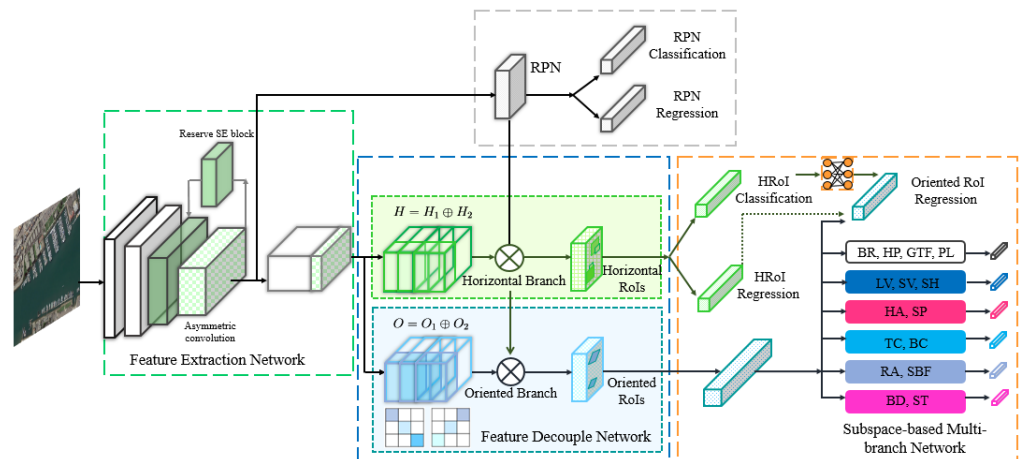 RPN
RPN
Classification
RPN
Regression
Reserve SE block
Asymmetric
convolution
Feature Extraction Network
H = H₁ ⊕ H₂
Horizontal Branch
Horizontal
RoIs
O = O₁ ⊕ O₂
Oriented Branch
Oriented
RoIs
Feature Decouple Network
HRoI
Classification
Oriented RoI
Regression
HRoI
Regression
BR, HP, GTF, PL
LV, SV, SH
HA, SP
TC, BC
RA, SBF
BD, ST
Subspace-based Multi-
branch Network